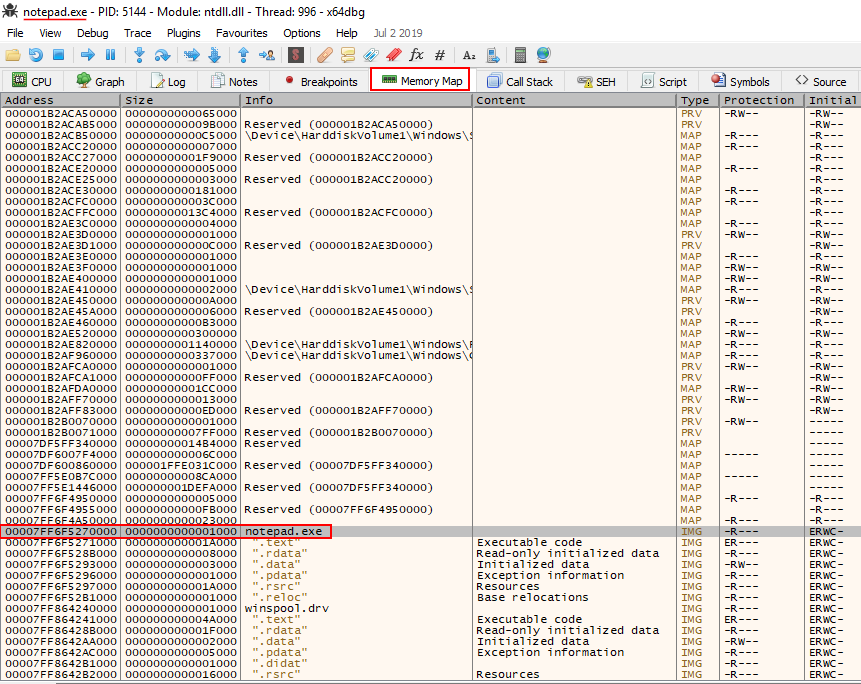 notepad.exe - PID: 5144 - Module: ntdll.dll - Thread: 996 - x64dbg
File View Debug Trace Plugins Favourites Options Help Jul 2 2019
CPU Graph Log Notes Breakpoints Memory Map Call Stack SEH Script Symbols Source
Address Size Info Content Type Protection Initial
000001B2ACA50000 0000000000065000 PRV -RW-- -RW--
000001B2ACAB5000 000000000009B000 Reserved (000001B2ACA50000) PRV -RW--
000001B2ACB50000 00000000000C5000 \Device\HarddiskVolume1\Windows\S MAP -R--- -R---
000001B2ACC20000 0000000000007000 MAP -R--- -R---
000001B2ACC27000 00000000001F9000 Reserved (000001B2ACC20000) MAP -R---
000001B2ACE20000 0000000000005000 MAP -R--- -R---
000001B2ACE25000 0000000000003000 Reserved (000001B2ACC20000) MAP -R---
000001B2ACE30000 0000000000181000 MAP -R--- -R---
000001B2ACFC0000 000000000003C000 MAP -R--- -R---
000001B2ACFFC000 00000000013C4000 Reserved (000001B2ACFC0000) MAP -R---
000001B2AE3C0000 0000000000004000 MAP -R--- -R---
000001B2AE3D0000 0000000000001000 PRV -RW-- -RW--
000001B2AE3D1000 000000000000C000 Reserved (000001B2AE3D0000) PRV -RW--
000001B2AE3E0000 0000000000001000 MAP -R--- -R---
000001B2AE3F0000 0000000000001000 MAP -RW-- -RW--
000001B2AE400000 0000000000001000 MAP -RW-- -RW--
000001B2AE410000 0000000000002000 \Device\HarddiskVolume1\Windows\S MAP -R--- -R---
000001B2AE450000 000000000000A000 PRV -RW-- -RW--
000001B2AE45A000 0000000000006000 Reserved (000001B2AE450000) PRV -RW--
000001B2AE460000 00000000000B3000 MAP -R--- -R---
000001B2AE520000 0000000000300000 MAP -RW-- -RW--
000001B2AE820000 0000000001140000 \Device\HarddiskVolume1\Windows\F MAP -R--- -R---
000001B2AF960000 0000000000337000 \Device\HarddiskVolume1\Windows\G MAP -R--- -R---
000001B2AFCA0000 0000000000001000 PRV -RW-- -RW--
000001B2AFCA1000 00000000000FF000 Reserved (000001B2AFCA0000) PRV -RW--
000001B2AFDA0000 00000000001CC000 MAP -RW-- -RW--
000001B2AFF70000 0000000000013000 PRV -RW-- -RW--
000001B2AFF83000 00000000000ED000 Reserved (000001B2AFF70000) PRV -RW--
000001B2B0070000 0000000000001000 PRV -RW-- -----
000001B2B0071000 00000000007FF000 Reserved (000001B2B0070000) PRV -----
00007DF5FF340000 00000000014B4000 Reserved MAP -----
00007DF6007F4000 000000000006C000 MAP ----- -----
00007DF600860000 000001FFE031C000 Reserved (00007DF5FF340000) MAP -----
00007FF5E0B7C000 00000000008CA000 MAP ----- -----
00007FF5E1446000 000000001DEFA000 Reserved (00007DF5FF340000) MAP -----
00007FF6F4950000 0000000000005000 MAP -R--- -R---
00007FF6F4955000 00000000000FB000 Reserved (00007FF6F4950000) MAP -R---
00007FF6F4A50000 0000000000023000 MAP -R--- -R---
00007FF6F5270000 0000000000001000 notepad.exe IMG -R--- ERWC-
00007FF6F5271000 000000000001A000 ".text" Executable code IMG ER--- ERWC-
00007FF6F528B000 0000000000008000 ".rdata" Read-only initialized data IMG -R--- ERWC-
00007FF6F5293000 0000000000003000 ".data" Initialized data IMG -RW-- ERWC-
00007FF6F5296000 0000000000001000 ".pdata" Exception information IMG -R--- ERWC-
00007FF6F5297000 000000000001A000 ".rsrc" Resources IMG -R--- ERWC-
00007FF6F52B1000 0000000000001000 ".reloc" Base relocations IMG -R--- ERWC-
00007FF864240000 0000000000001000 winspool.drv IMG -R--- ERWC-
00007FF864241000 000000000004A000 ".text" Executable code IMG ER--- ERWC-
00007FF86428B000 000000000001F000 ".rdata" Read-only initialized data IMG -R--- ERWC-
00007FF8642AA000 0000000000002000 ".data" Initialized data IMG -RW-- ERWC-
00007FF8642AC000 0000000000005000 ".pdata" Exception information IMG -R--- ERWC-
00007FF8642B1000 0000000000001000 ".didat" IMG -R--- ERWC-
00007FF8642B2000 0000000000016000 ".rsrc" Resources IMG -R--- ERWC-